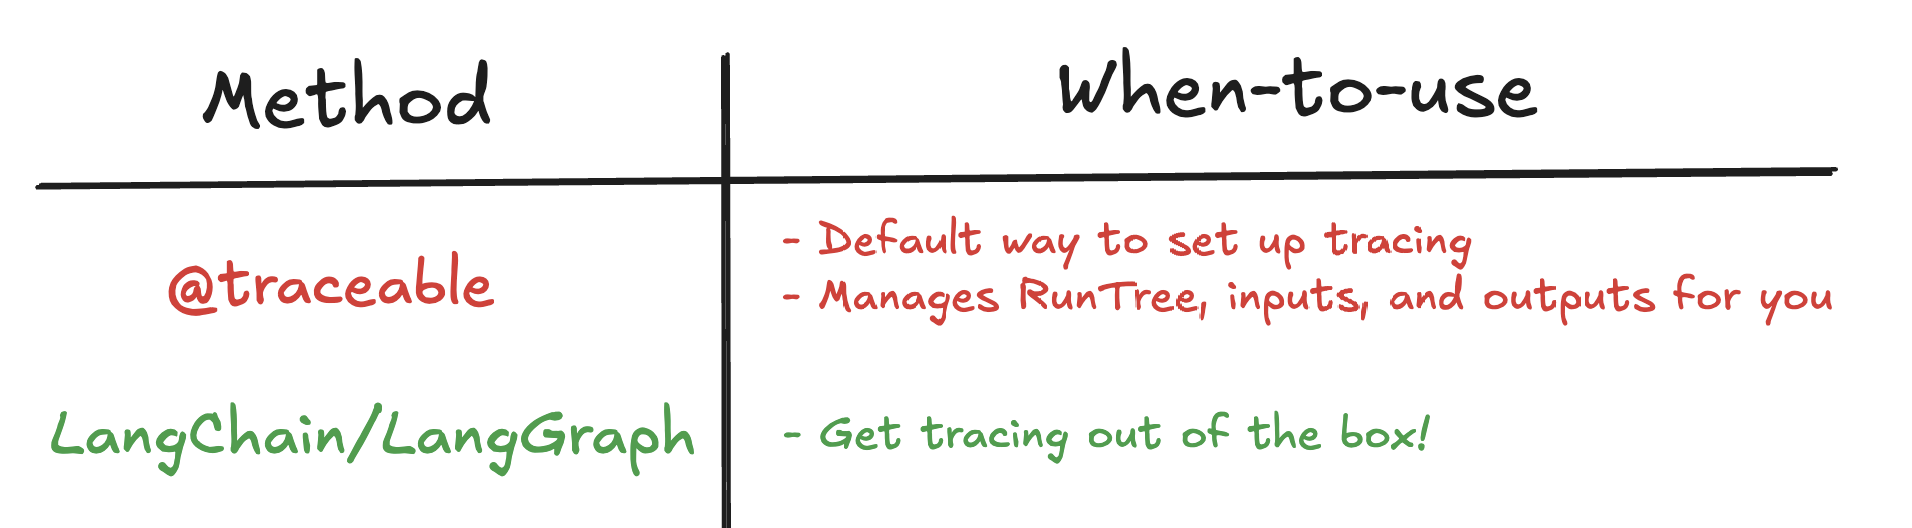 Method
When-to-use
@traceable
- Default way to set up tracing
- Manages RunTree, inputs, and outputs for you
LangChain/LangGraph
- Get tracing out of the box!